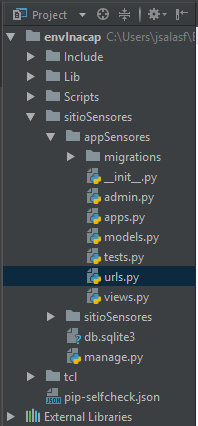 Project
envInacap C:\Users\jsalasf\
Include
Lib
Scripts
sitioSensores
appSensores
migrations
__init__.py
admin.py
apps.py
models.py
tests.py
urls.py
views.py
sitioSensores
db.sqlite3
manage.py
tcl
pip-selfcheck.json
External Libraries